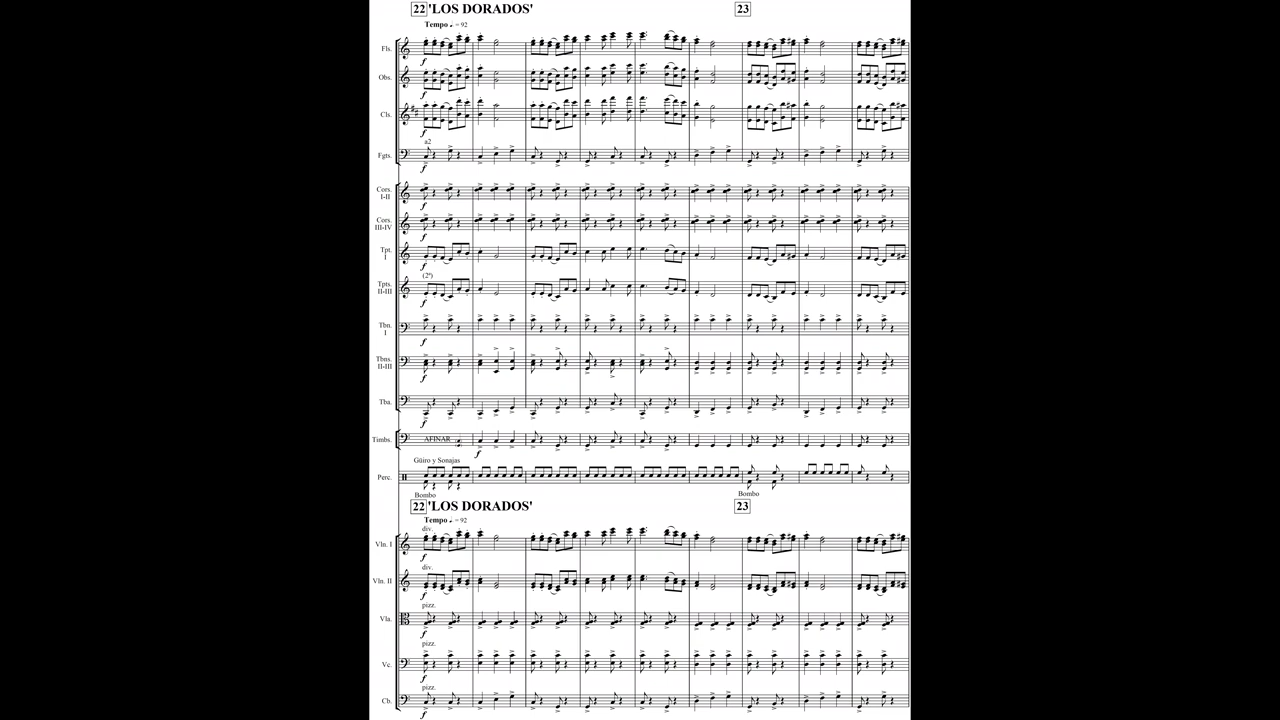 22 'LOS DORADOS' 23
Tempo ♩ = 92
Fls.
f
Obs.
f
Cls.
f
a2
Fgts.
f
Cors.
I-II
f
Cors.
III-IV
f
Tpt.
I
f
(2ª)
Tpts.
II-III
f
Tbn.
I
f
Tbns.
II-III
f
Tba.
f
Timbs. AFINAR
f
Güiro y Sonajas
Perc.
Bombo Bombo
22 'LOS DORADOS' 23
Tempo ♩ = 92
div.
Vln. I
f
div.
Vln. II
f
pizz.
Vla.
f
pizz.
Vc.
f
pizz.
Cb.
f